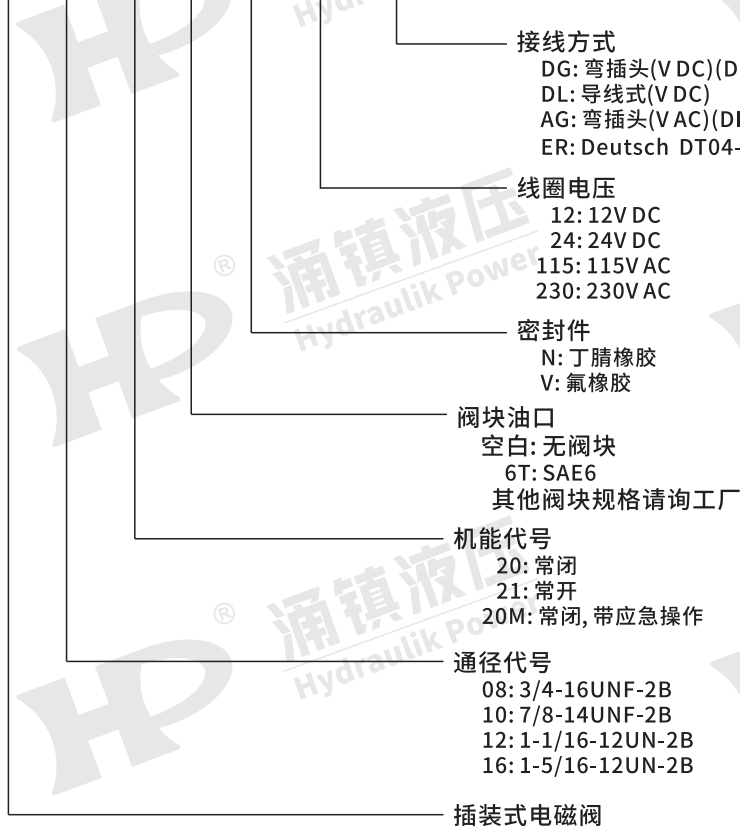 接线方式
DG: 弯插头(V DC)(D
DL: 导线式(V DC)
AG: 弯插头(V AC)(DI
ER: Deutsch DT04-
线圈电压
12: 12V DC
24: 24V DC
115: 115V AC
230: 230V AC
密封件
N: 丁腈橡胶
V: 氟橡胶
阀块油口
空白: 无阀块
6T: SAE6
其他阀块规格请询工厂
机能代号
20: 常闭
21: 常开
20M: 常闭, 带应急操作
通径代号
08: 3/4-16UNF-2B
10: 7/8-14UNF-2B
12: 1-1/16-12UN-2B
16: 1-5/16-12UN-2B
插装式电磁阀
HP® 涌镇液压
Hydraulik Power
HP® 涌镇液压
Hydraulik Power